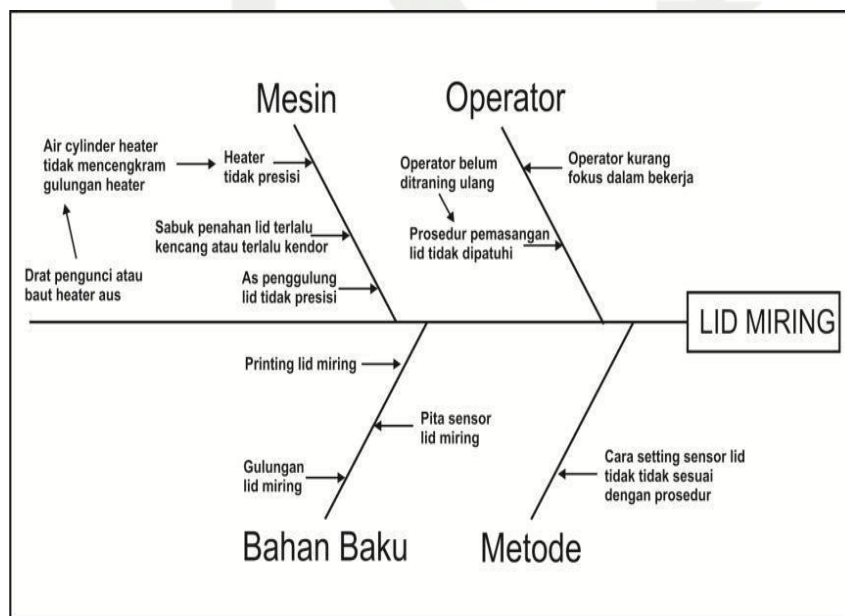 Mesin
Operator
Air cylinder heater
tidak mencengkram
gulungan heater
Heater
tidak presisi
Operator belum
ditraning ulang
Operator kurang
fokus dalam bekerja
Sabuk penahan lid terlalu
kencang atau terlalu kendor
Prosedur pemasangan
lid tidak dipatuhi
Drat pengunci atau
baut heater aus
As penggulung
lid tidak presisi
LID MIRING
Printing lid miring
Pita sensor
lid miring
Gulungan
lid miring
Cara setting sensor lid
tidak tidak sesuai
dengan prosedur
Bahan Baku
Metode